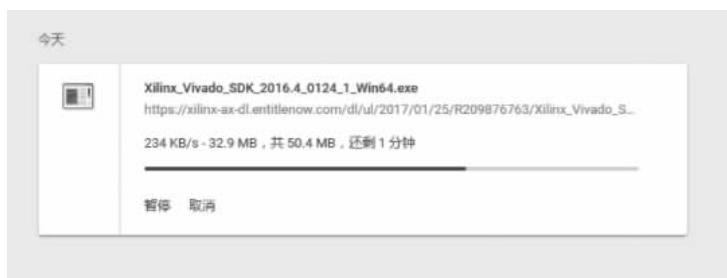 今天
Xilinx_Vivado_SDK_2016.4_0124_1_Win64.exe
https://xilinx-ax-dl.entitlenow.com/dl/ul/2017/01/25/R209876763/Xilinx_Vivado_S...
234 KB/s - 32.9 MB，共 50.4 MB，还剩 1 分钟
暂停 取消